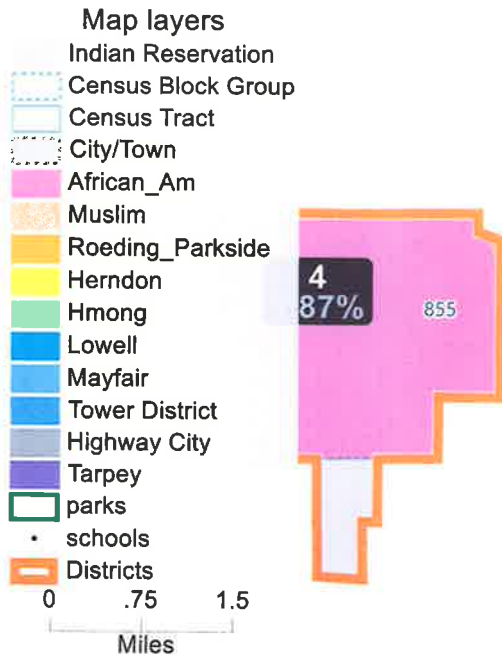 Map layers
Indian Reservation
Census Block Group
Census Tract
City/Town
African_Am
Muslim
Roeding_Parkside
Herndon
Hmong
Lowell
Mayfair
Tower District
Highway City
Tarpey
parks
schools
Districts
0 .75 1.5
Miles
4
87%
855